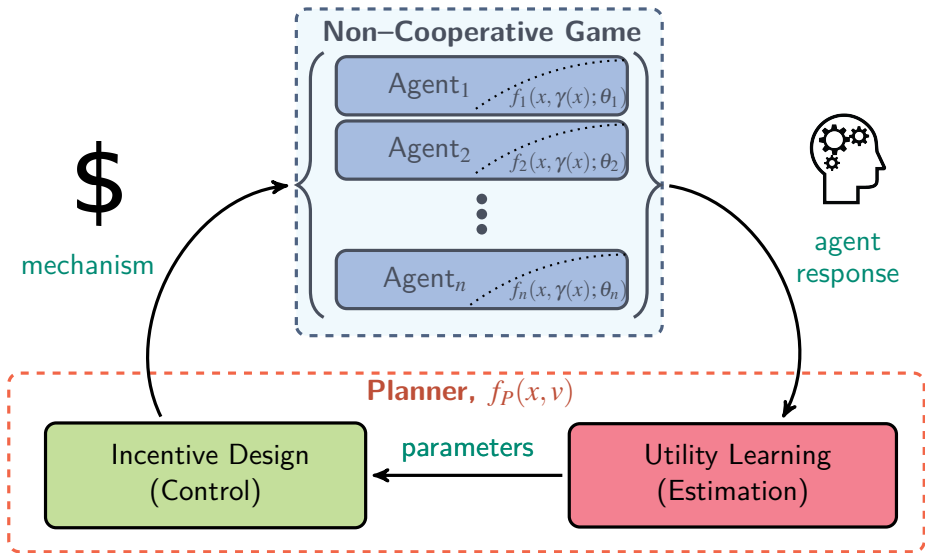 Non–Cooperative Game
Agent₁ f₁(x, γ(x); θ₁)
Agent₂ f₂(x, γ(x); θ₂)
Agentₙ fₙ(x, γ(x); θₙ)
$
mechanism
agent
response
Planner, f_P(x, v)
Incentive Design
(Control)
parameters
Utility Learning
(Estimation)